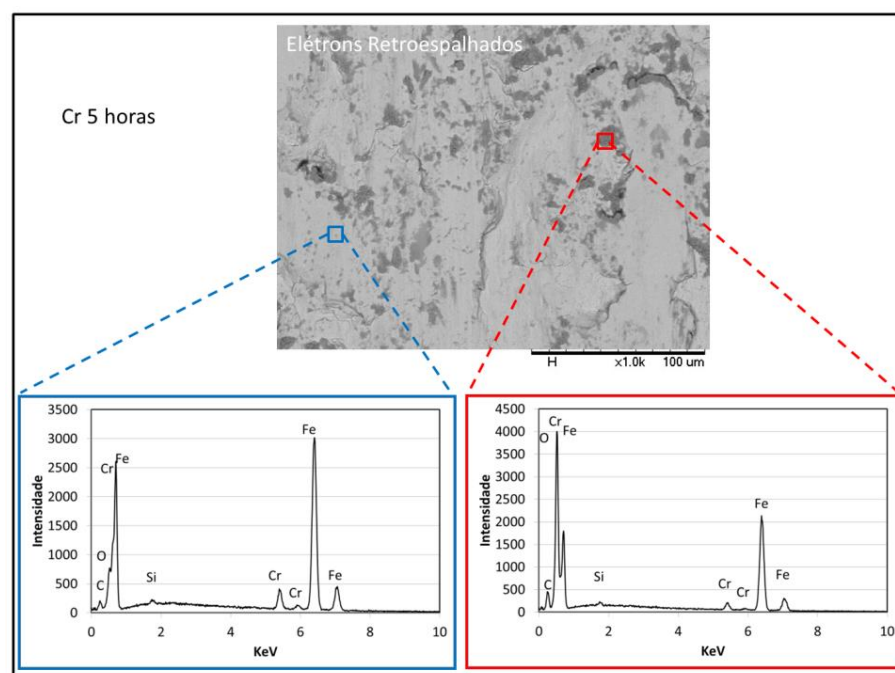 Elétrons Retroespalhados
Cr 5 horas
H ×1.0k 100 um
3500
3000
2500
2000
1500
1000
500
0
Intensidade
Fe
Cr
Fe
O
C
Si
Cr
Cr
Fe
0 2 4 6 8 10
KeV
4500
4000
3500
3000
2500
2000
1500
1000
500
0
Intensidade
Cr
O Fe
Fe
C
Si
Cr
Cr
Fe
0 2 4 6 8 10
KeV